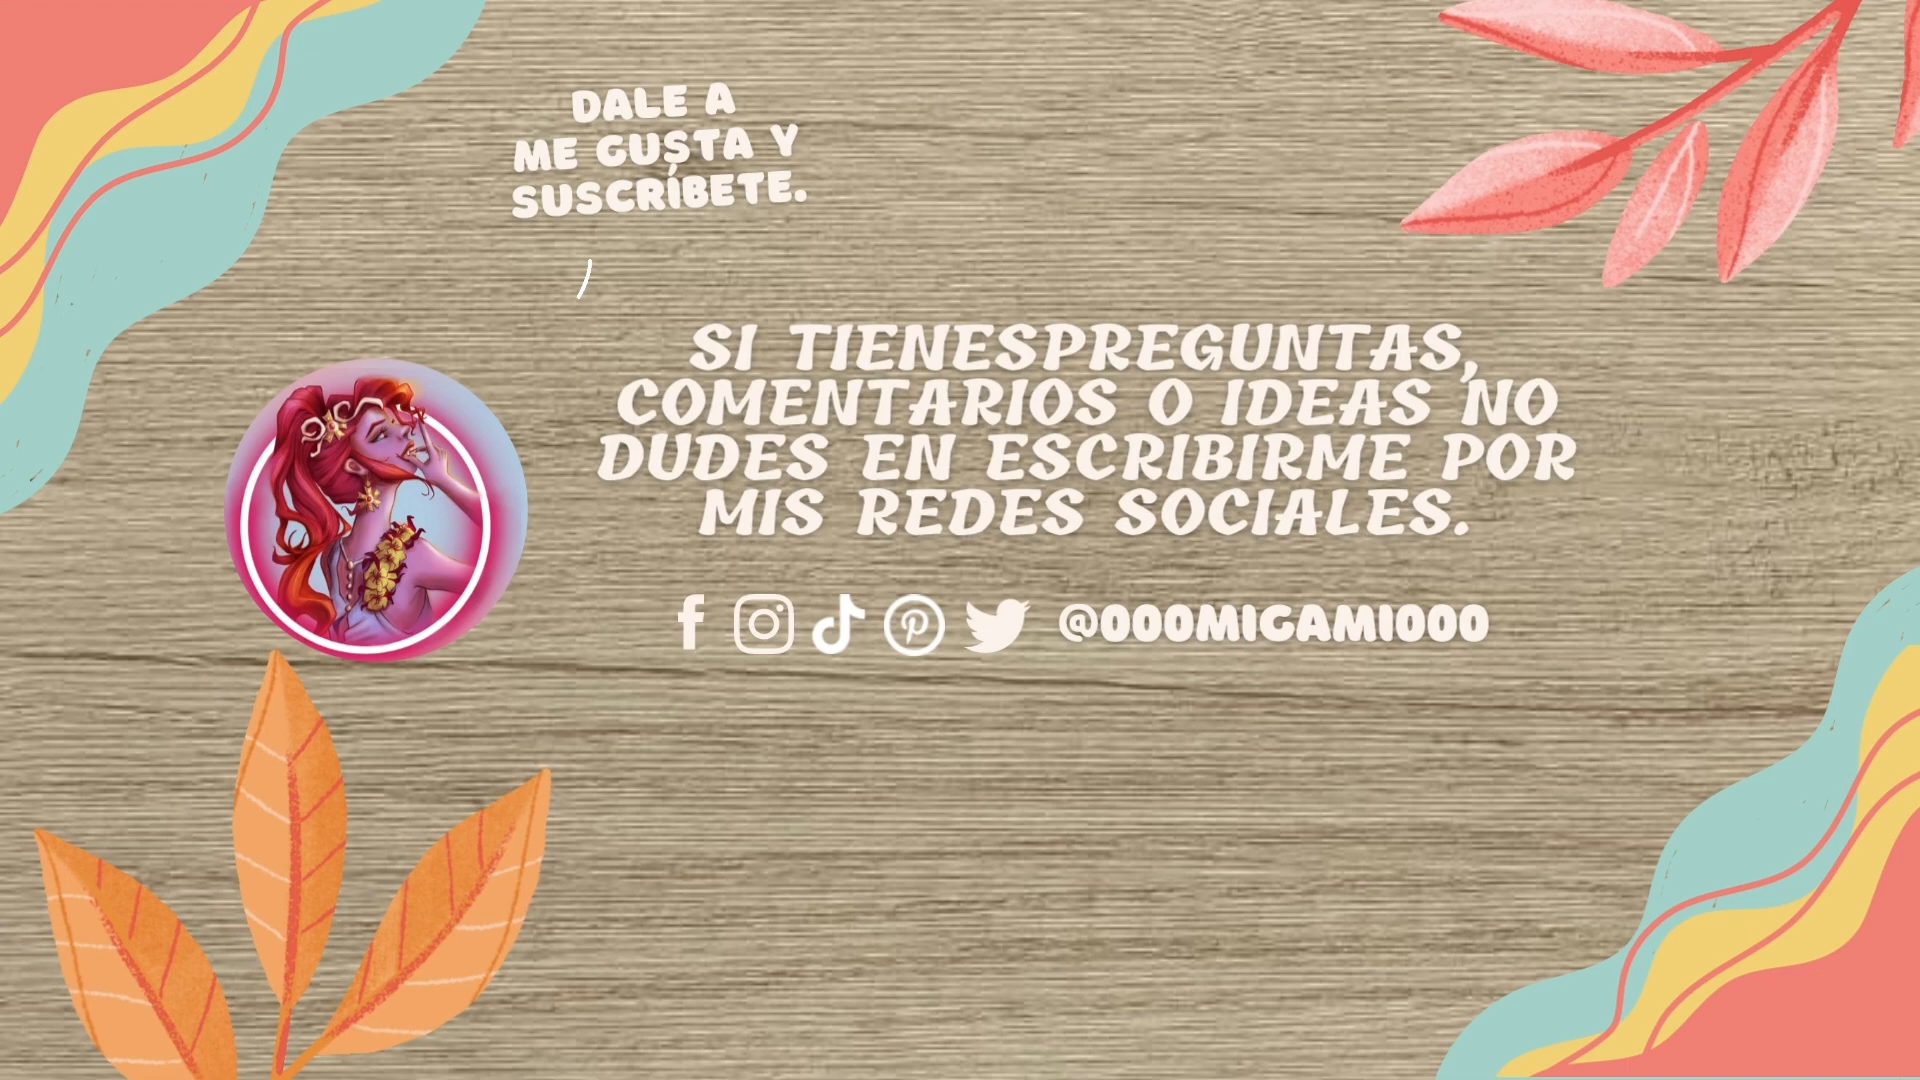 DALE A
ME GUSTA Y
SUSCRÍBETE.
SI TIENESPREGUNTAS,
COMENTARIOS O IDEAS NO
DUDES EN ESCRIBIRME POR
MIS REDES SOCIALES.
@000MIGAMI000